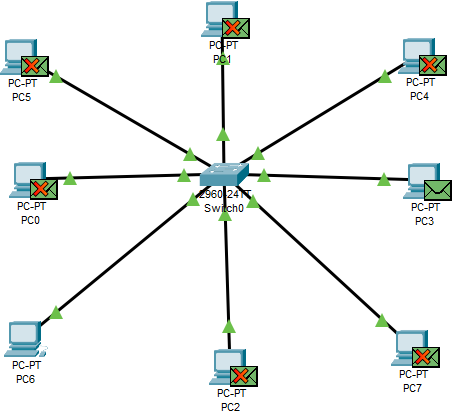 PC-PT
PC1
PC-PT
PC5
PC-PT
PC4
2960-24TT
Switch0
PC-PT
PC0
PC-PT
PC3
PC-PT
PC6
PC-PT
PC2
PC-PT
PC7